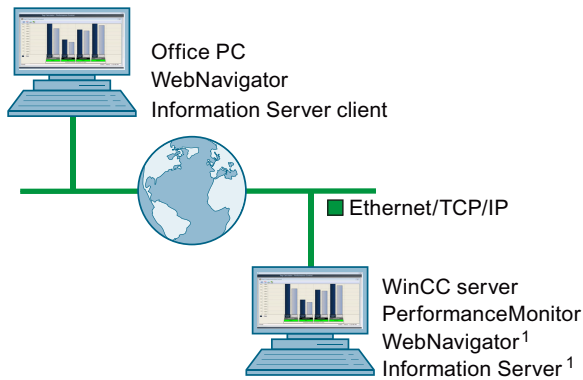 Office PC
WebNavigator
Information Server client
Ethernet/TCP/IP
WinCC server
PerformanceMonitor
WebNavigator¹
Information Server¹